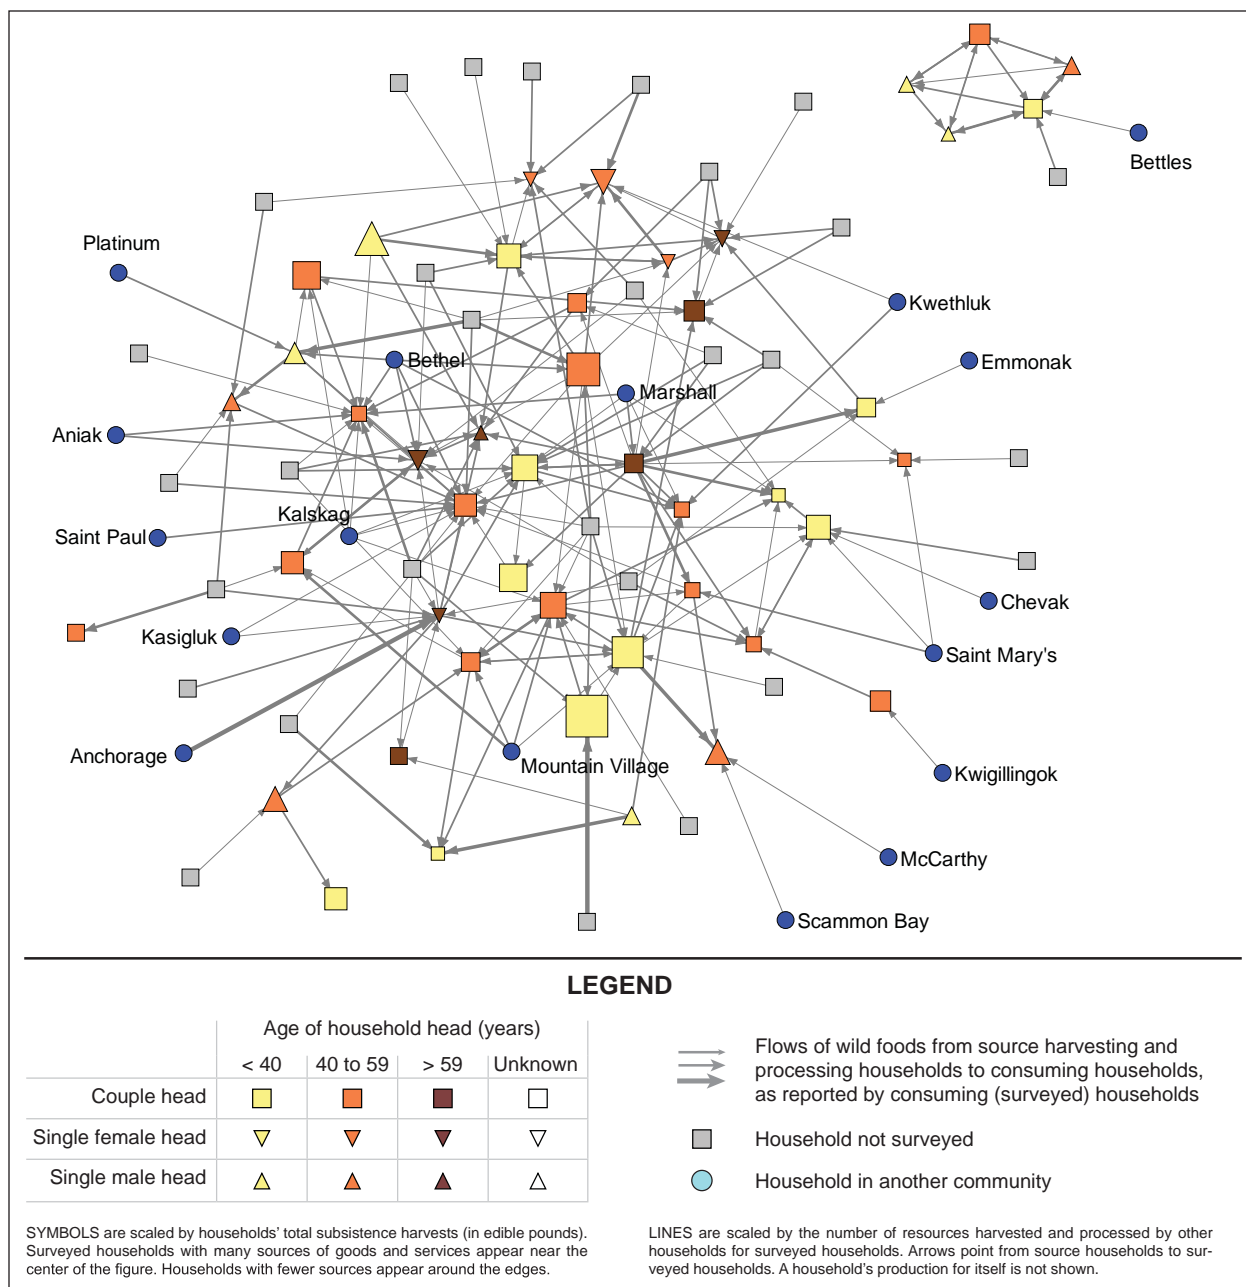 Bettles
Platinum
Kwethluk
Bethel
Emmonak
Marshall
Aniak
Kalskag
Saint Paul
Chevak
Kasigluk
Saint Mary's
Anchorage
Mountain Village
Kwigillingok
McCarthy
Scammon Bay
LEGEND
Age of household head (years)
< 40 40 to 59 > 59 Unknown
Couple head
Single female head
Single male head
Flows of wild foods from source harvesting and
processing households to consuming households,
as reported by consuming (surveyed) households
Household not surveyed
Household in another community
SYMBOLS are scaled by households' total subsistence harvests (in edible pounds).
Surveyed households with many sources of goods and services appear near the
center of the figure. Households with fewer sources appear around the edges.
LINES are scaled by the number of resources harvested and processed by other
households for surveyed households. Arrows point from source households to sur-
veyed households. A household's production for itself is not shown.